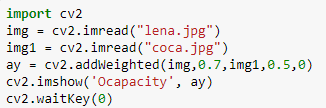 import cv2
img = cv2.imread("lena.jpg")
img1 = cv2.imread("coca.jpg")
ay = cv2.addWeighted(img,0.7,img1,0.5,0)
cv2.imshow('Ocapacity', ay)
cv2.waitKey(0)